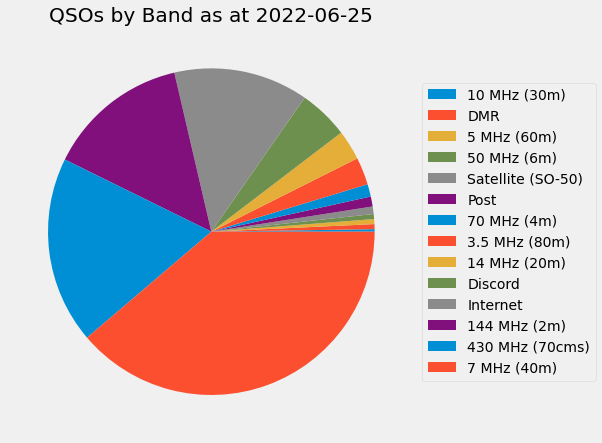 QSOs by Band as at 2022-06-25
10 MHz (30m)
DMR
5 MHz (60m)
50 MHz (6m)
Satellite (SO-50)
Post
70 MHz (4m)
3.5 MHz (80m)
14 MHz (20m)
Discord
Internet
144 MHz (2m)
430 MHz (70cms)
7 MHz (40m)